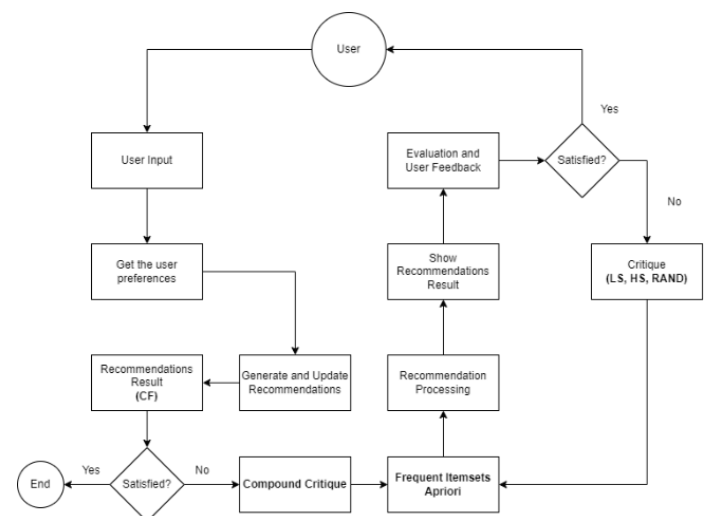 User
Yes
User Input
Evaluation and
User Feedback
Satisfied?
No
Get the user
preferences
Show
Recommendations
Result
Critique
(LS, HS, RAND)
Recommendations
Result
(CF)
Generate and Update
Recommendations
Recommendation
Processing
End
Yes
Satisfied?
No
Compound Critique
Frequent Itemsets
Apriori